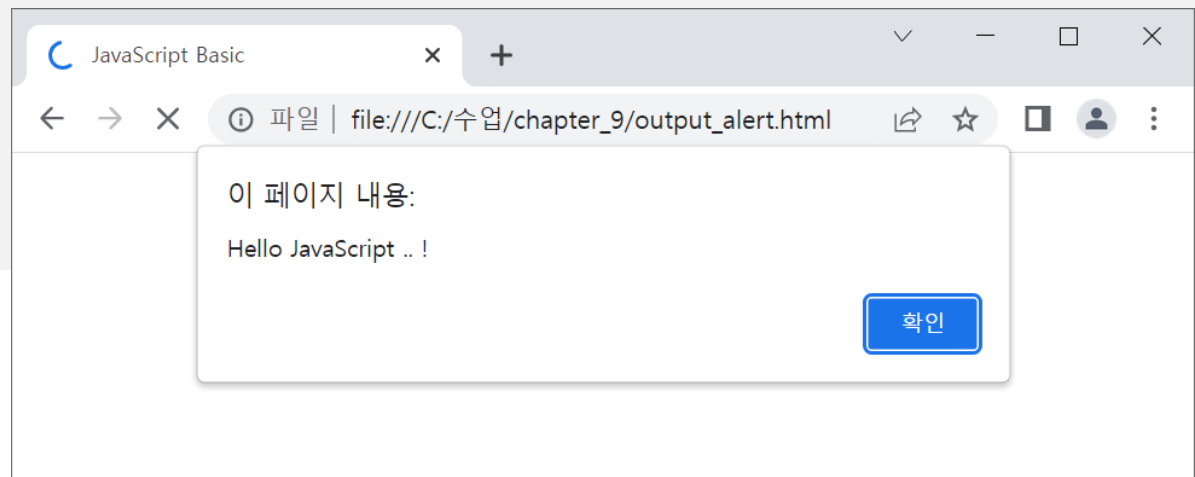 JavaScript Basic
파일 | file:///C:/수업/chapter_9/output_alert.html
이 페이지 내용:
Hello JavaScript .. !
확인